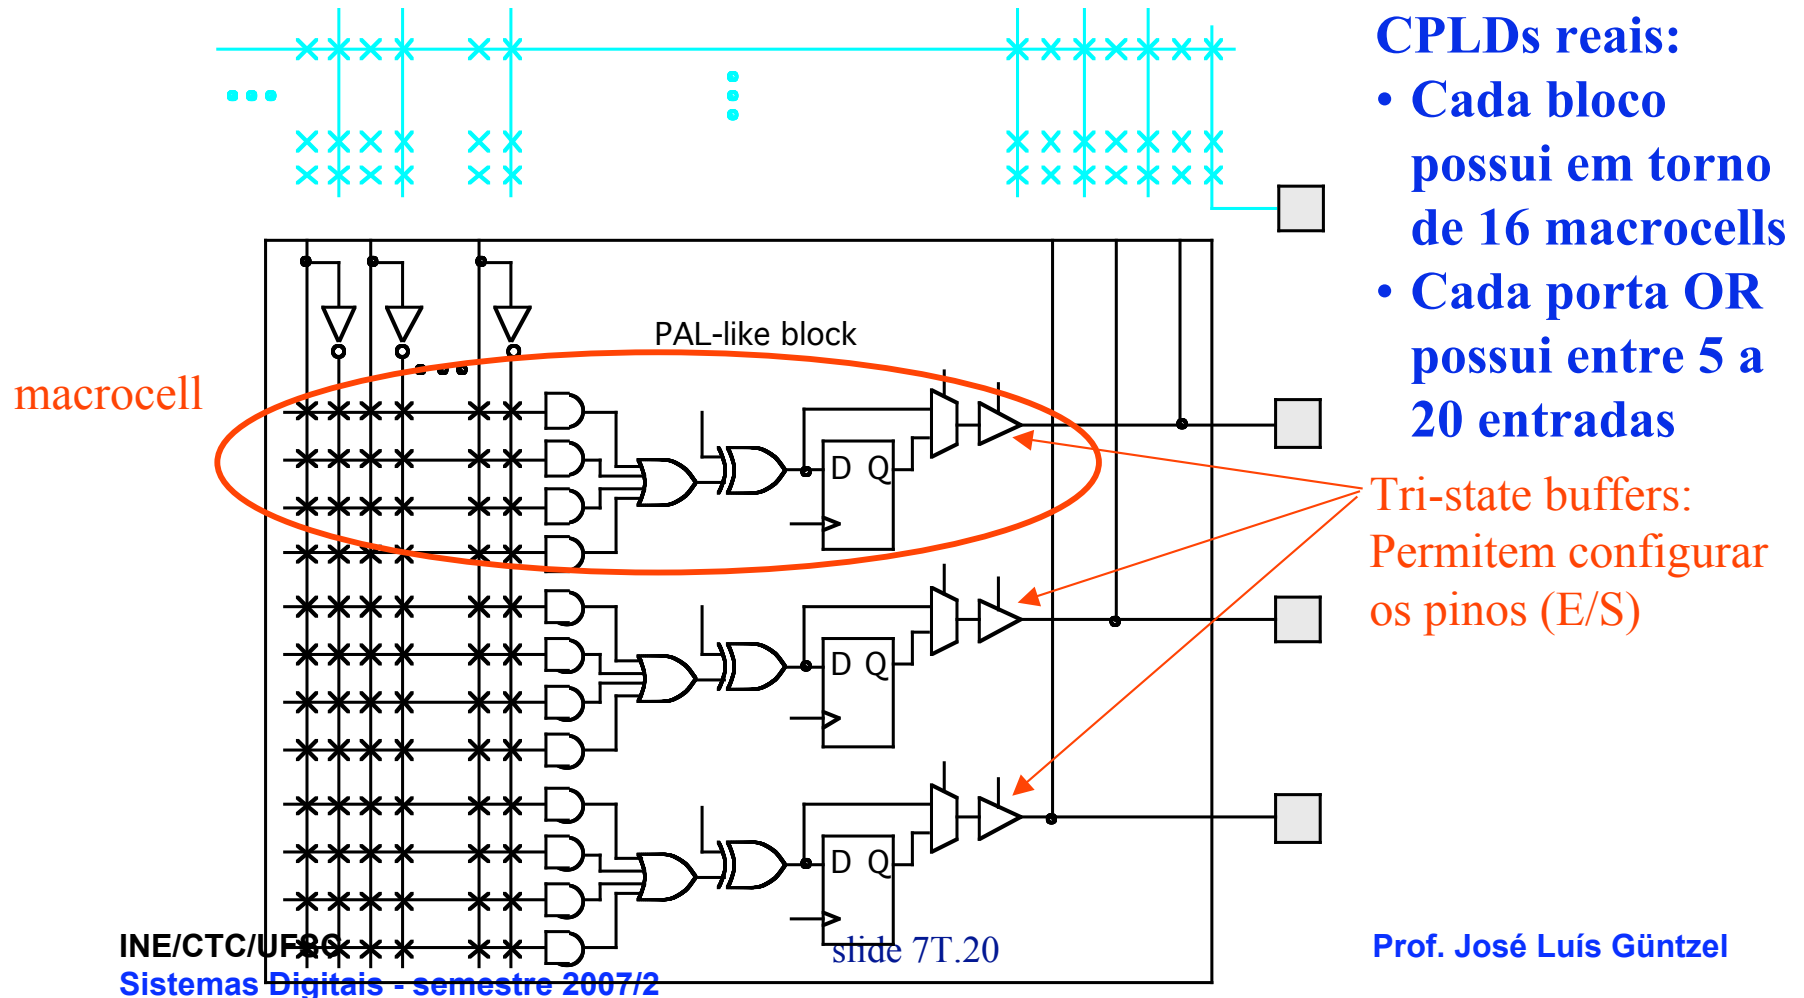 CPLDs reais:
• Cada bloco
possui em torno
de 16 macrocells
• Cada porta OR
possui entre 5 a
20 entradas
PAL-like block
macrocell
D Q
Tri-state buffers:
Permitem configurar
os pinos (E/S)
D Q
D Q
INE/CTC/UFSC
slide 7T.20
Prof. José Luís Güntzel
Sistemas Digitais - semestre 2007/2